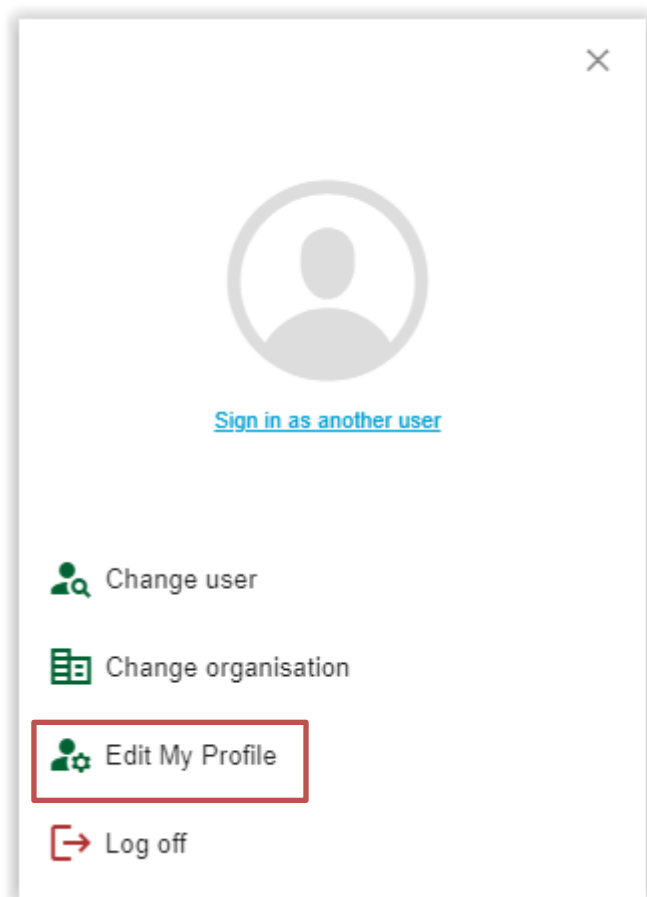 Sign in as another user
Change user
Change organisation
Edit My Profile
Log off